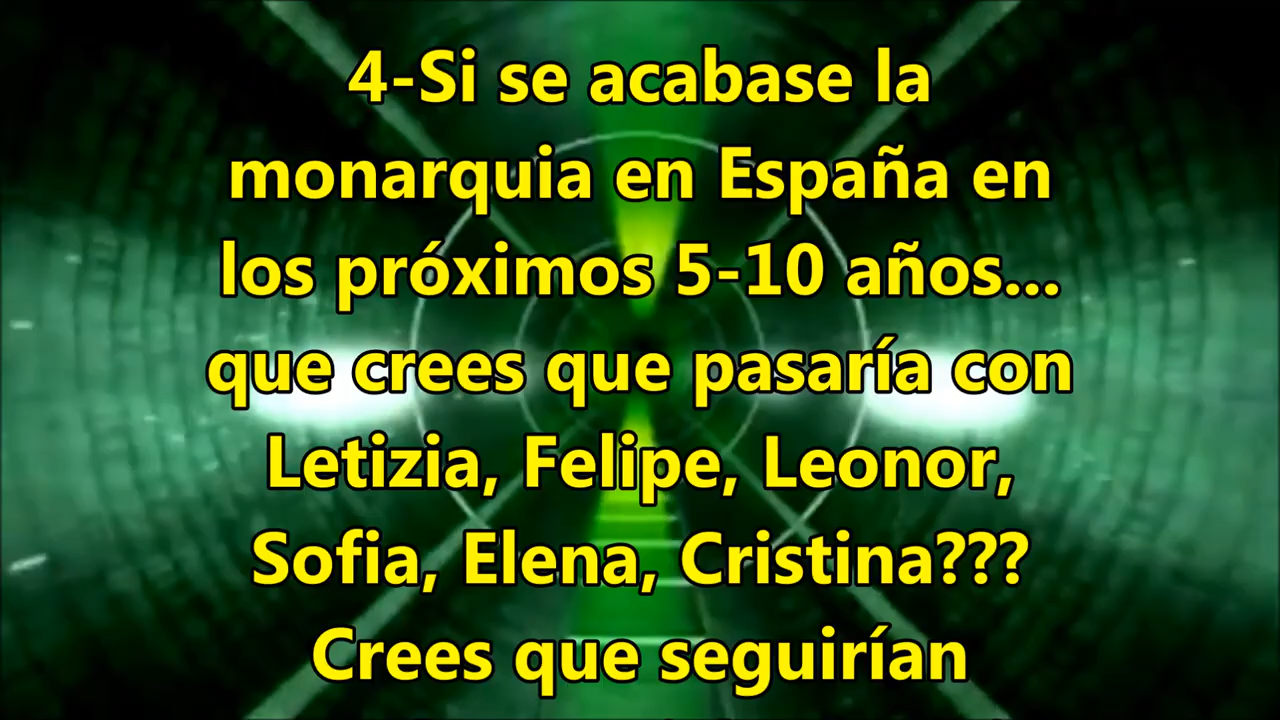 4-Si se acabase la
monarquia en España en
los próximos 5-10 años...
que crees que pasaría con
Letizia, Felipe, Leonor,
Sofia, Elena, Cristina???
Crees que seguirían